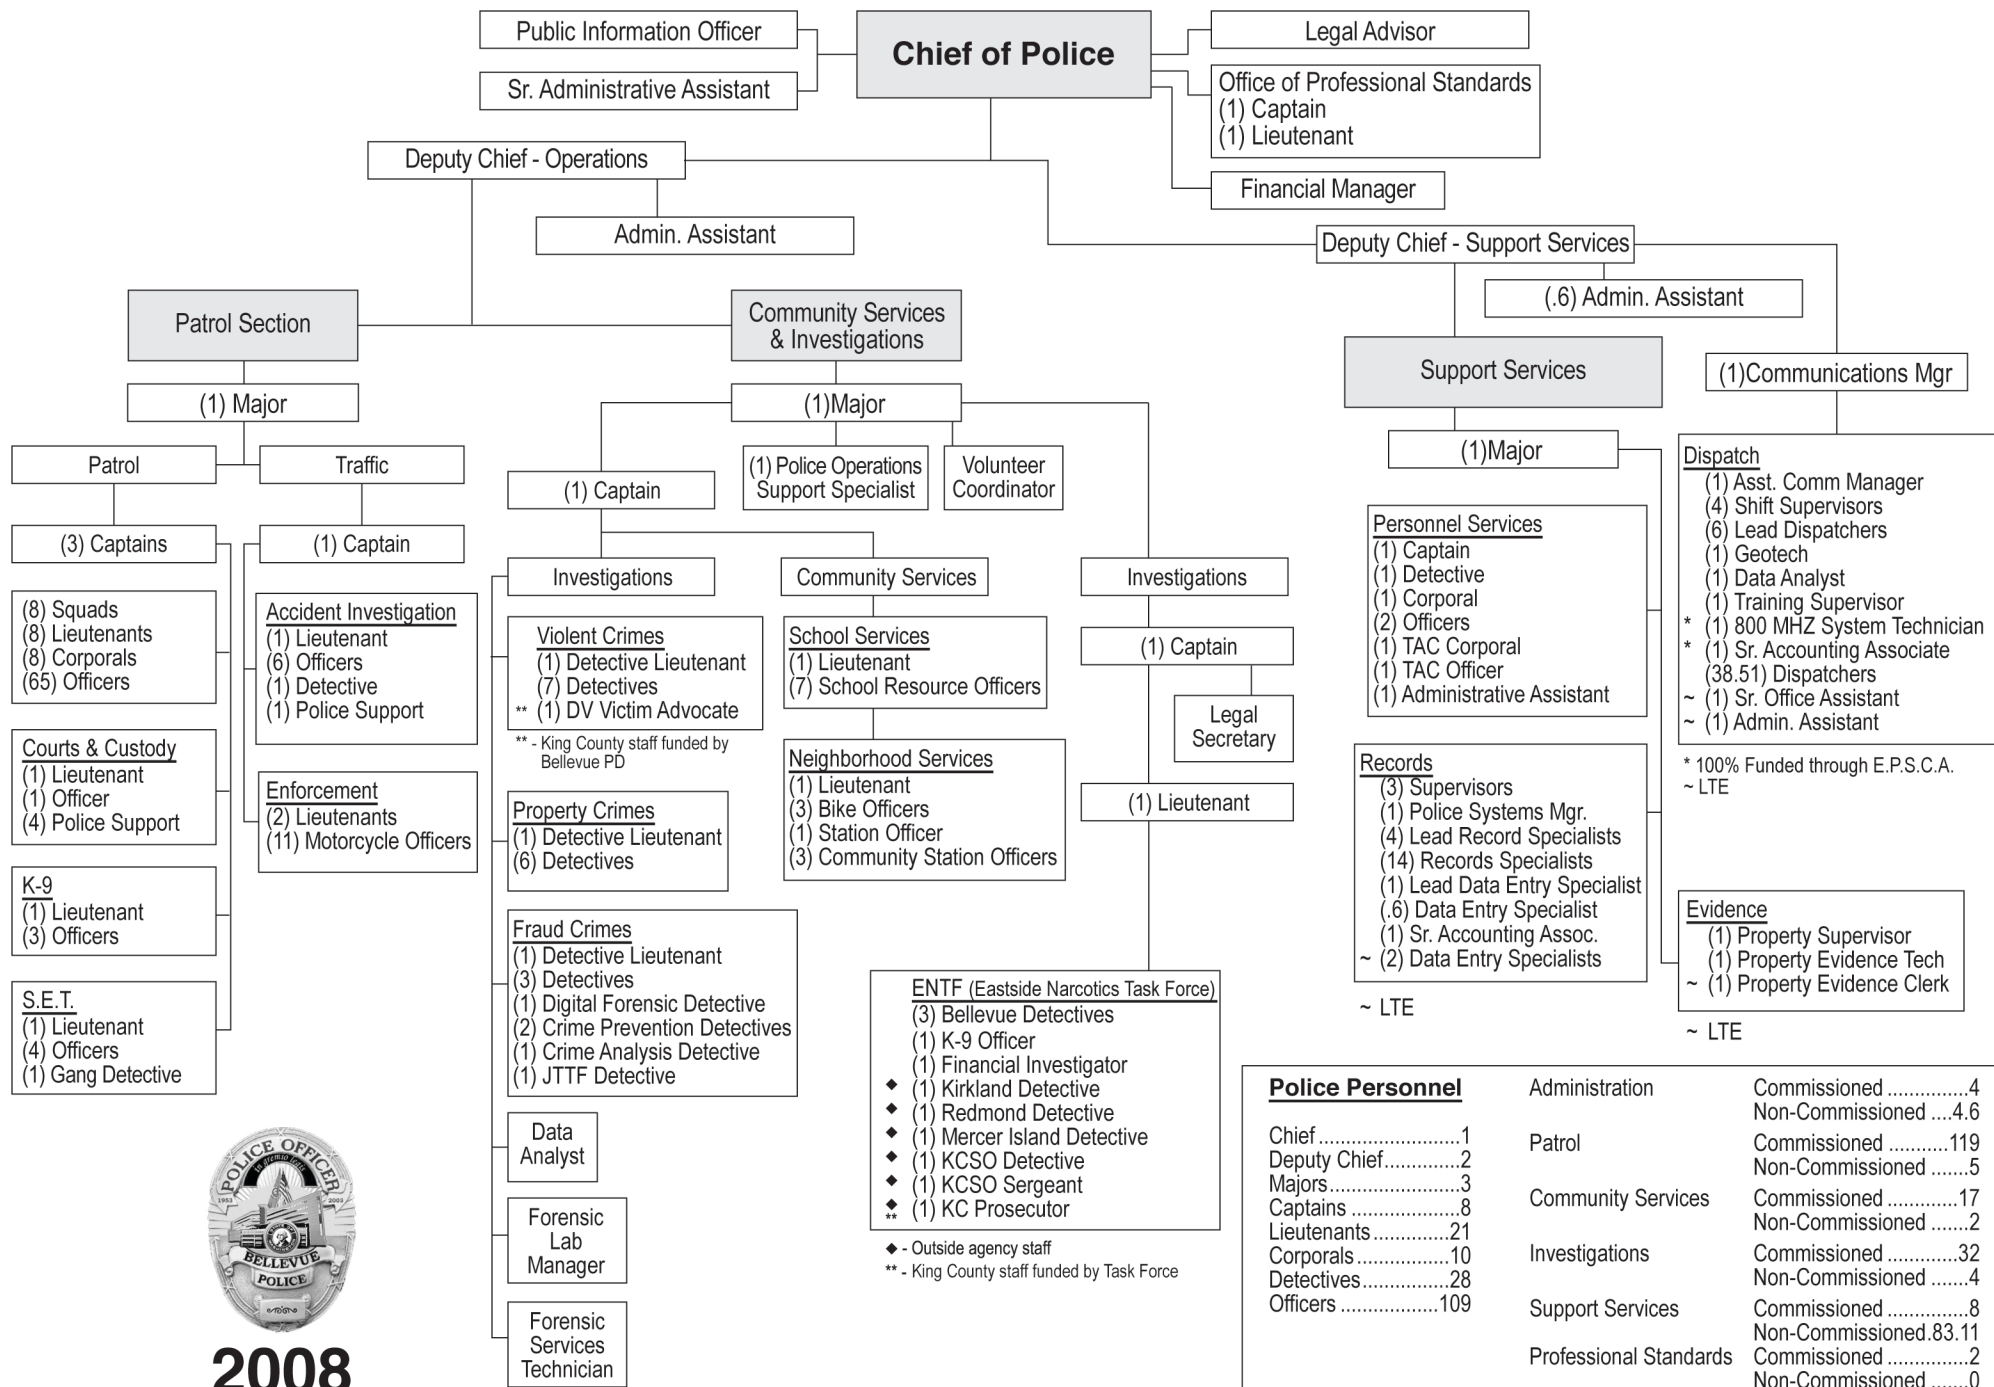 Public Information Officer
Sr. Administrative Assistant
Chief of Police
Legal Advisor
Office of Professional Standards
(1) Captain
(1) Lieutenant
Financial Manager
Deputy Chief - Operations
Admin. Assistant
Deputy Chief - Support Services
(.6) Admin. Assistant
Patrol Section
(1) Major
Patrol
Traffic
(3) Captains
(1) Captain
(8) Squads
(8) Lieutenants
(8) Corporals
(65) Officers
Courts & Custody
(1) Lieutenant
(1) Officer
(4) Police Support
K-9
(1) Lieutenant
(3) Officers
S.E.T.
(1) Lieutenant
(4) Officers
(1) Gang Detective
Accident Investigation
(1) Lieutenant
(6) Officers
(1) Detective
(1) Police Support
Enforcement
(2) Lieutenants
(11) Motorcycle Officers
Community Services
& Investigations
(1)Major
(1) Captain
(1) Police Operations
Support Specialist
Volunteer
Coordinator
Investigations
Community Services
Investigations
Violent Crimes
(1) Detective Lieutenant
(7) Detectives
** (1) DV Victim Advocate
** - King County staff funded by
Bellevue PD
Property Crimes
(1) Detective Lieutenant
(6) Detectives
Fraud Crimes
(1) Detective Lieutenant
(3) Detectives
(1) Digital Forensic Detective
(2) Crime Prevention Detectives
(1) Crime Analysis Detective
(1) JTTF Detective
Data
Analyst
Forensic
Lab
Manager
Forensic
Services
Technician
School Services
(1) Lieutenant
(7) School Resource Officers
Neighborhood Services
(1) Lieutenant
(3) Bike Officers
(1) Station Officer
(3) Community Station Officers
(1) Captain
Legal
Secretary
(1) Lieutenant
ENTF (Eastside Narcotics Task Force)
(3) Bellevue Detectives
(1) K-9 Officer
(1) Financial Investigator
◆ (1) Kirkland Detective
◆ (1) Redmond Detective
◆ (1) Mercer Island Detective
◆ (1) KCSO Detective
◆ (1) KCSO Sergeant
◆ ** (1) KC Prosecutor
◆ - Outside agency staff
** - King County staff funded by Task Force
Support Services
(1)Major
Personnel Services
(1) Captain
(1) Detective
(1) Corporal
(2) Officers
(1) TAC Corporal
(1) TAC Officer
(1) Administrative Assistant
Records
(3) Supervisors
(1) Police Systems Mgr.
(4) Lead Record Specialists
(14) Records Specialists
(1) Lead Data Entry Specialist
(.6) Data Entry Specialist
(1) Sr. Accounting Assoc.
~ (2) Data Entry Specialists
~ LTE
(1)Communications Mgr
Dispatch
(1) Asst. Comm Manager
(4) Shift Supervisors
(6) Lead Dispatchers
(1) Geotech
(1) Data Analyst
(1) Training Supervisor
* (1) 800 MHZ System Technician
* (1) Sr. Accounting Associate
(38.51) Dispatchers
~ (1) Sr. Office Assistant
~ (1) Admin. Assistant
* 100% Funded through E.P.S.C.A.
~ LTE
Evidence
(1) Property Supervisor
(1) Property Evidence Tech
~ (1) Property Evidence Clerk
~ LTE
Police Personnel
Chief..........................1
Deputy Chief..............2
Majors........................3
Captains ....................8
Lieutenants..............21
Corporals.................10
Detectives................28
Officers ..................109
Administration Commissioned ...............4
Non-Commissioned ....4.6
Patrol Commissioned ...........119
Non-Commissioned .......5
Community Services Commissioned .............17
Non-Commissioned .......2
Investigations Commissioned .............32
Non-Commissioned .......4
Support Services Commissioned ..............8
Non-Commissioned.83.11
Professional Standards Commissioned ...............2
Non-Commissioned .......0
POLICE OFFICER
in gremio legis
1953 2003
BELLEVUE
POLICE
2008